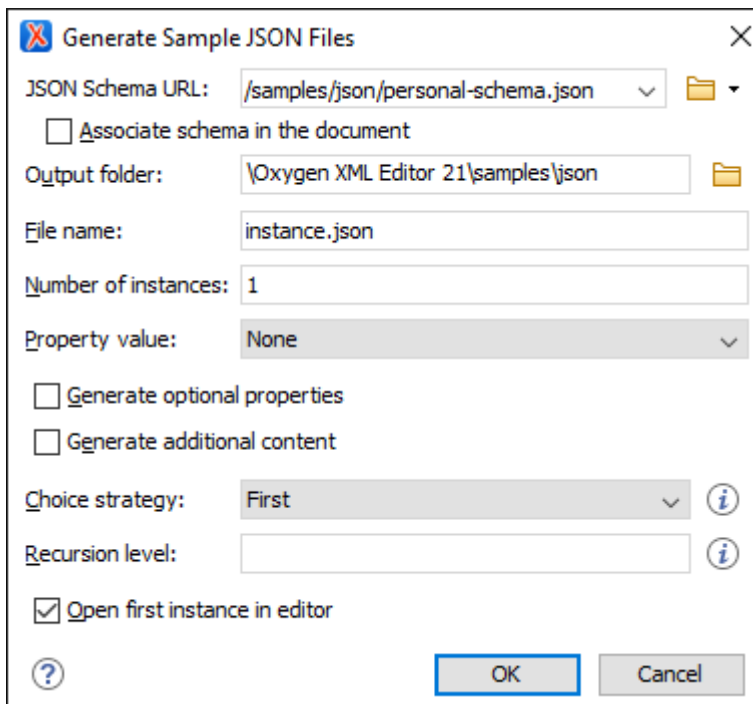 Generate Sample JSON Files
JSON Schema URL: /samples/json/personal-schema.json
Associate schema in the document
Output folder: \Oxygen XML Editor 21\samples\json
File name: instance.json
Number of instances: 1
Property value: None
Generate optional properties
Generate additional content
Choice strategy: First
Recursion level:
Open first instance in editor
OK Cancel